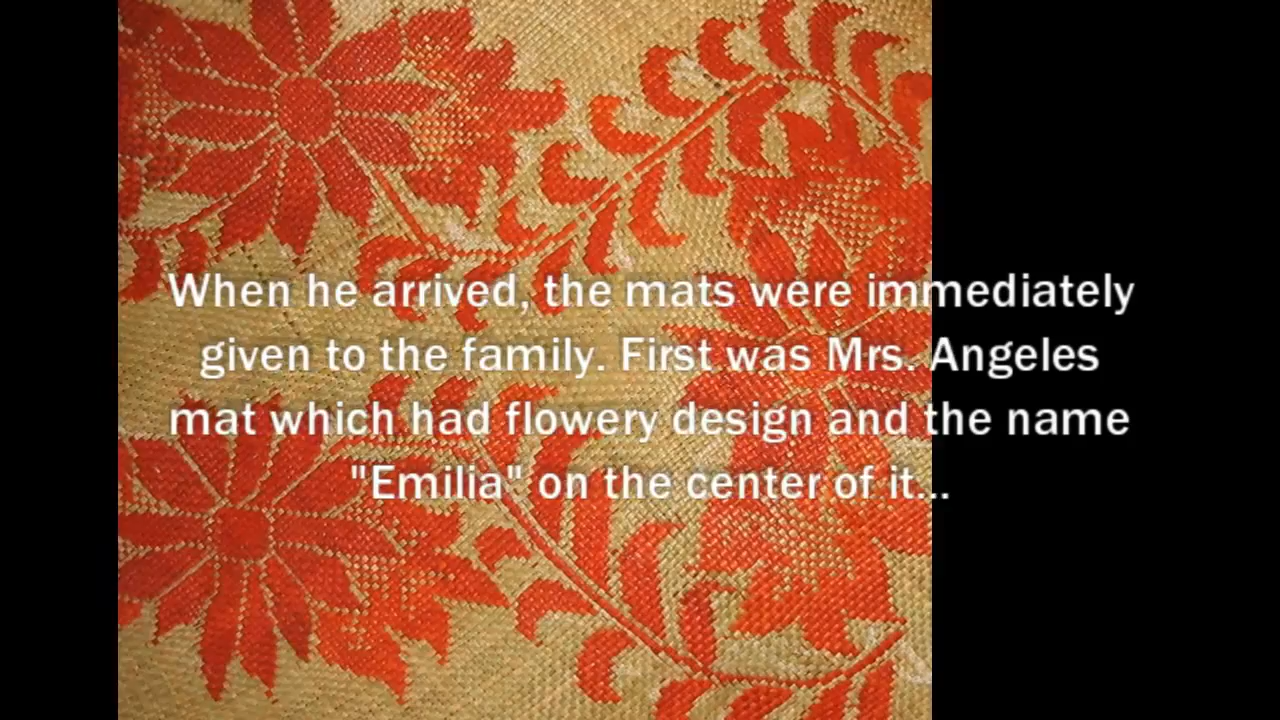 When he arrived, the mats were immediately
given to the family. First was Mrs. Angeles
mat which had flowery design and the name
"Emilia" on the center of it...